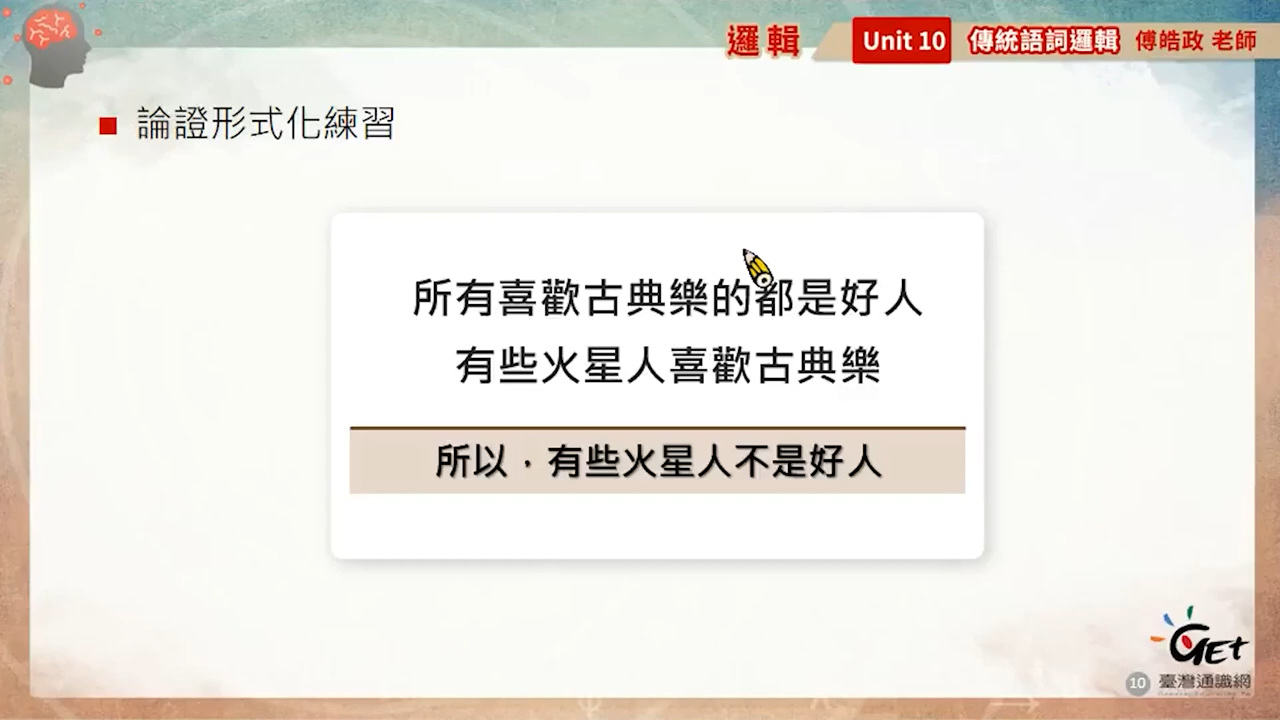 邏輯 Unit 10 傳統語詞邏輯 傅皓政 老師
論證形式化練習
所有喜歡古典樂的都是好人
有些火星人喜歡古典樂
所以，有些火星人不是好人
GET
10 臺灣通識網